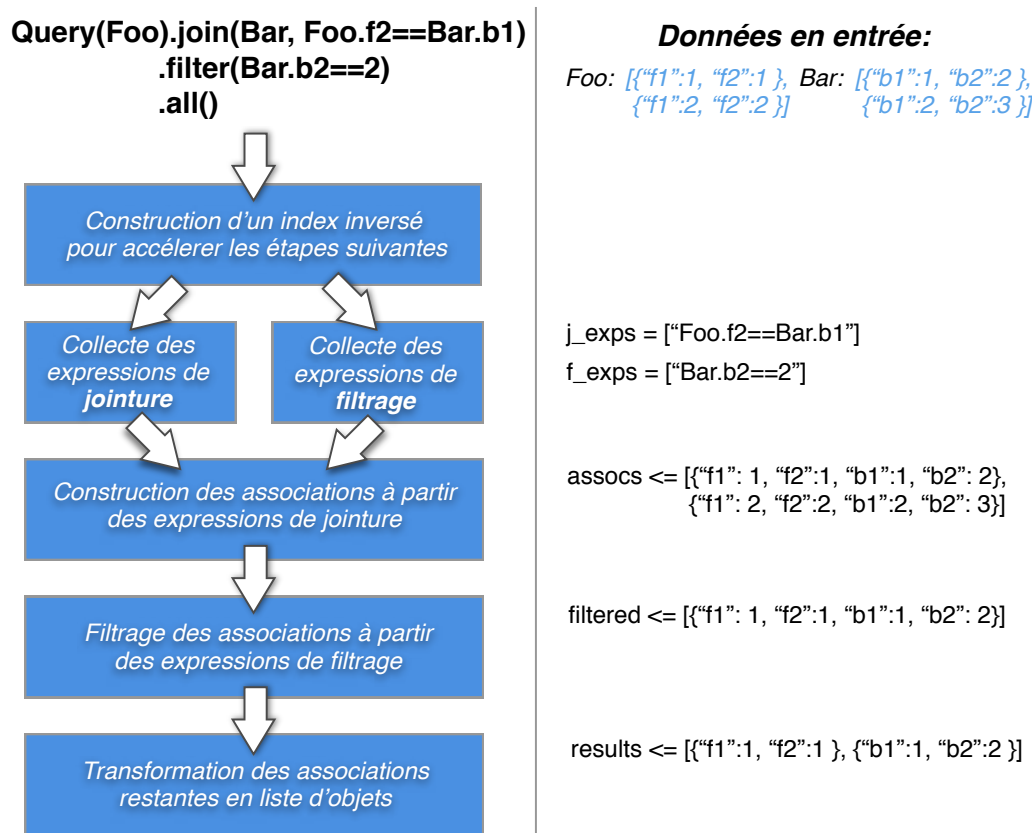 Query(Foo).join(Bar, Foo.f2==Bar.b1)
.filter(Bar.b2==2)
.all()
Construction d'un index inversé
pour accélerer les étapes suivantes
Collecte des
expressions de
jointure
Collecte des
expressions de
filtrage
Construction des associations à partir
des expressions de jointure
Filtrage des associations à partir
des expressions de filtrage
Transformation des associations
restantes en liste d'objets
Données en entrée:
Foo: [{“f1”:1, “f2”:1 }, Bar: [{“b1”:1, “b2”:2 },
{“f1”:2, “f2”:2 }] {“b1”:2, “b2”:3 }]
j_exps = [“Foo.f2==Bar.b1”]
f_exps = [“Bar.b2==2”]
assocs <= [{“f1”: 1, “f2”:1, “b1”:1, “b2”: 2},
{“f1”: 2, “f2”:2, “b1”:2, “b2”: 3}]
filtered <= [{“f1”: 1, “f2”:1, “b1”:1, “b2”: 2}]
results <= [{“f1”:1, “f2”:1 }, {“b1”:1, “b2”:2 }]